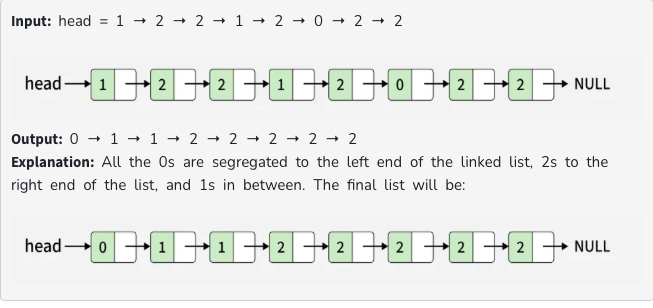 Input: head = 1 → 2 → 2 → 1 → 2 → 0 → 2 → 2
head 1 2 2 1 2 0 2 2 NULL
Output: 0 → 1 → 1 → 2 → 2 → 2 → 2 → 2
Explanation: All the 0s are segregated to the left end of the linked list, 2s to the
right end of the list, and 1s in between. The final list will be:
head 0 1 1 2 2 2 2 2 NULL